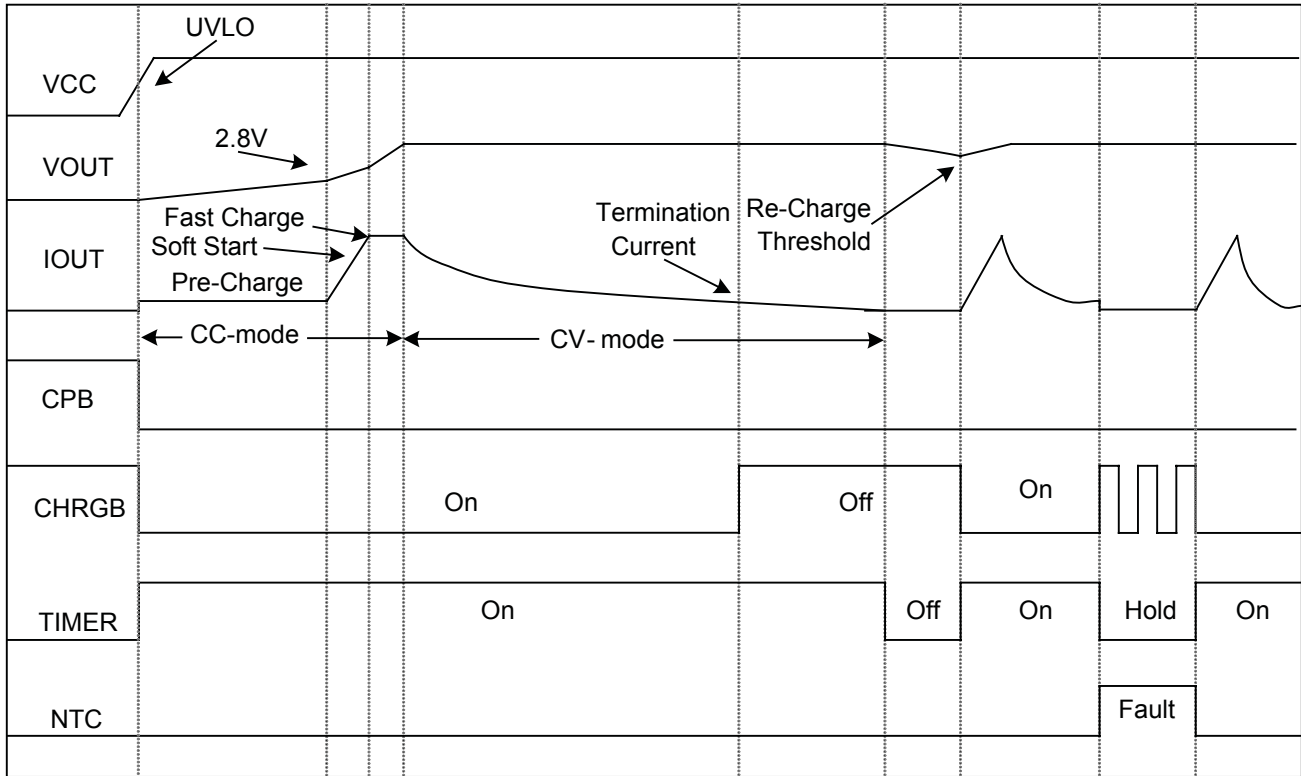 UVLO
VCC
2.8V
VOUT
Fast Charge
Soft Start
Termination
Current
Re-Charge
Threshold
IOUT
Pre-Charge
CC-mode
CV- mode
CPB
CHRGB
On
Off
On
TIMER
On
Off
On
Hold
On
NTC
Fault